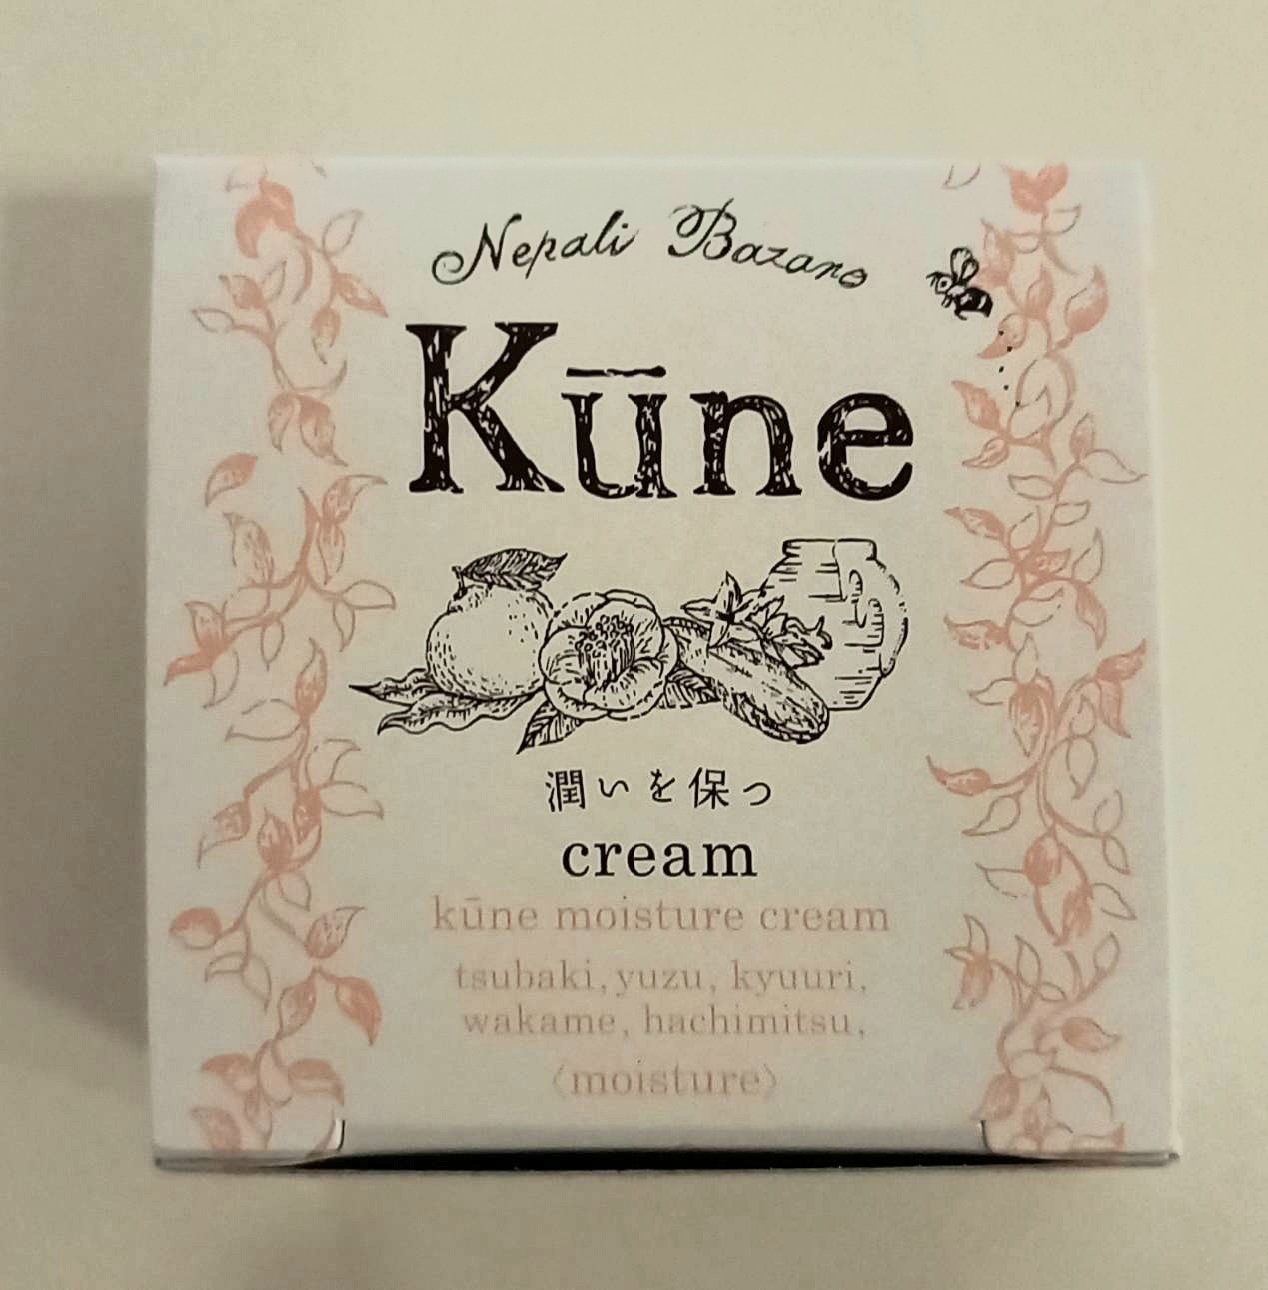 Nepali Bazaro
Kūne
潤いを保つ
cream
kūne moisture cream
tsubaki, yuzu, kyuuri,
wakame, hachimitsu,
〈moisture〉